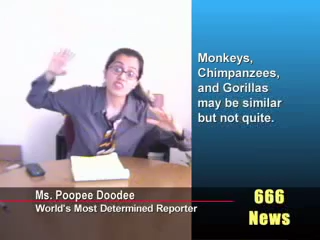 Monkeys,
Chimpanzees,
and Gorillas
may be similar
but not quite.
Ms. Poopee Doodee
World's Most Determined Reporter
666
News